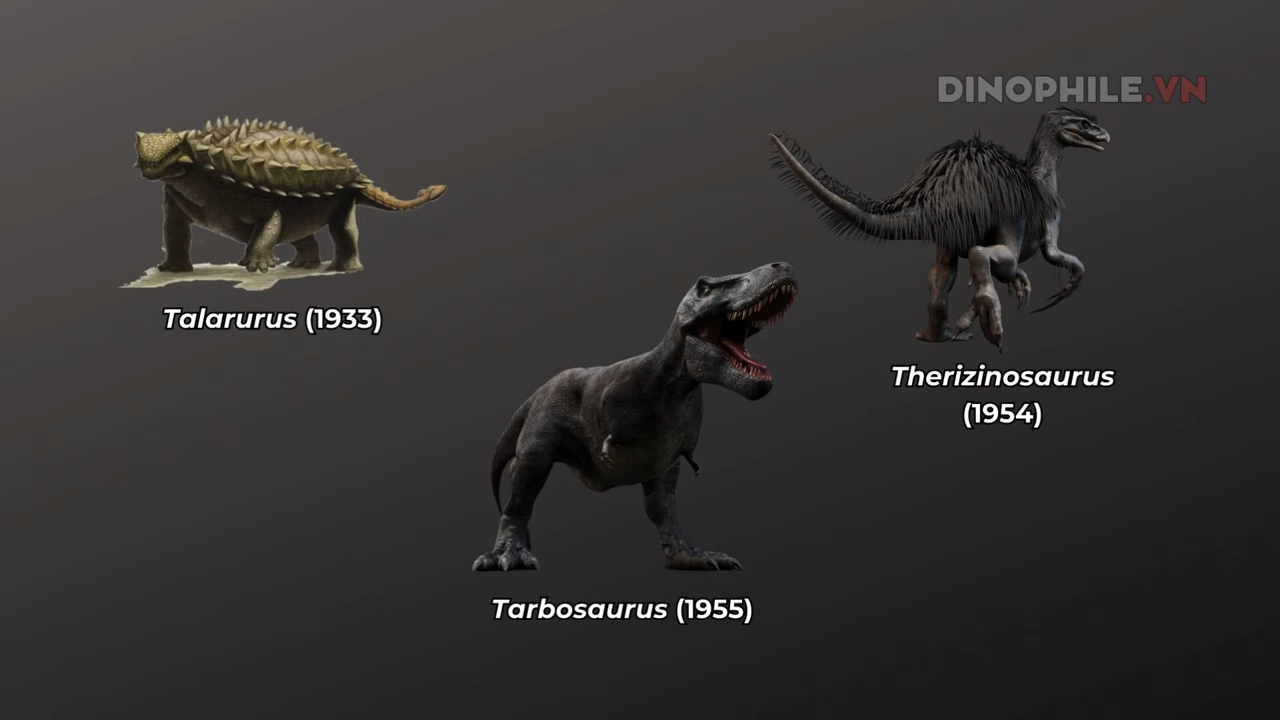 DINOPHILE.VN
Talarurus (1933)
Therizinosaurus
(1954)
Tarbosaurus (1955)